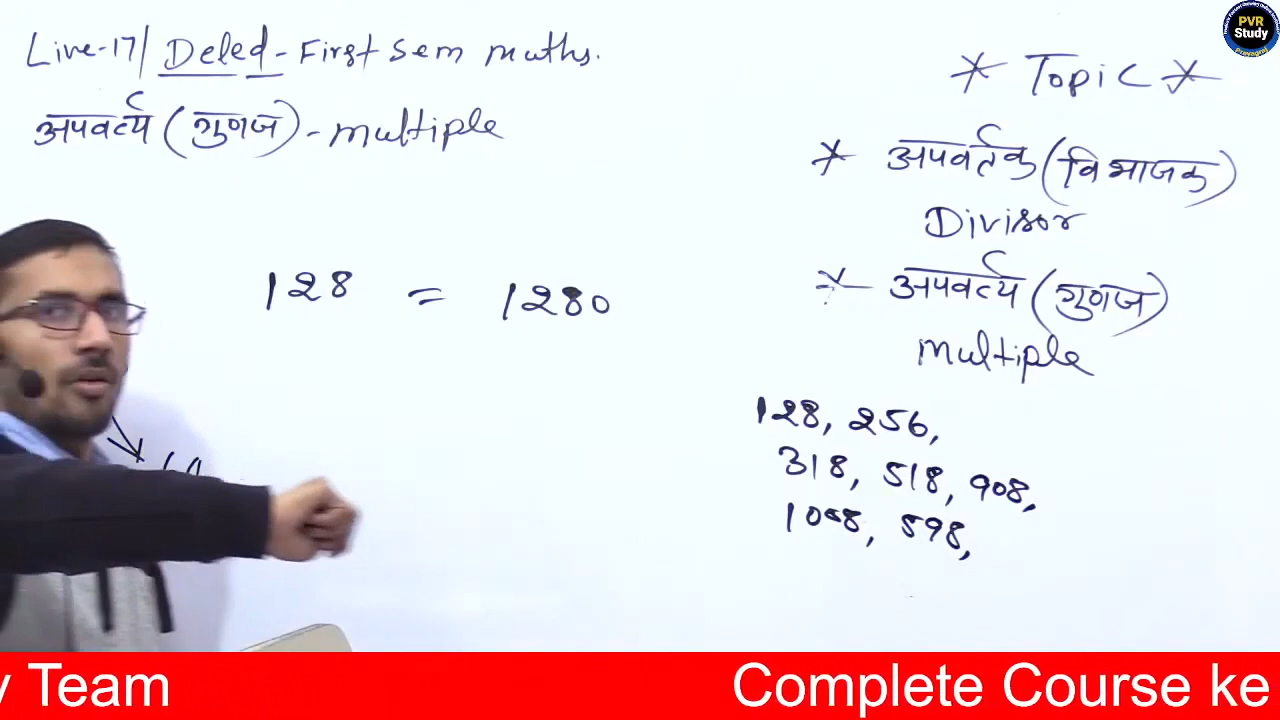 Live-17/ Deled - First sem maths.
अपवर्त्य (गुणज) - multiple
128 = 1280
* Topic *
* अपवर्तक (विभाजक)
Divisor
* अपवर्त्य (गुणज)
multiple
128, 256,
318, 518, 908,
598,
PVR
Study
Prayagraj
Team
Complete Course ke